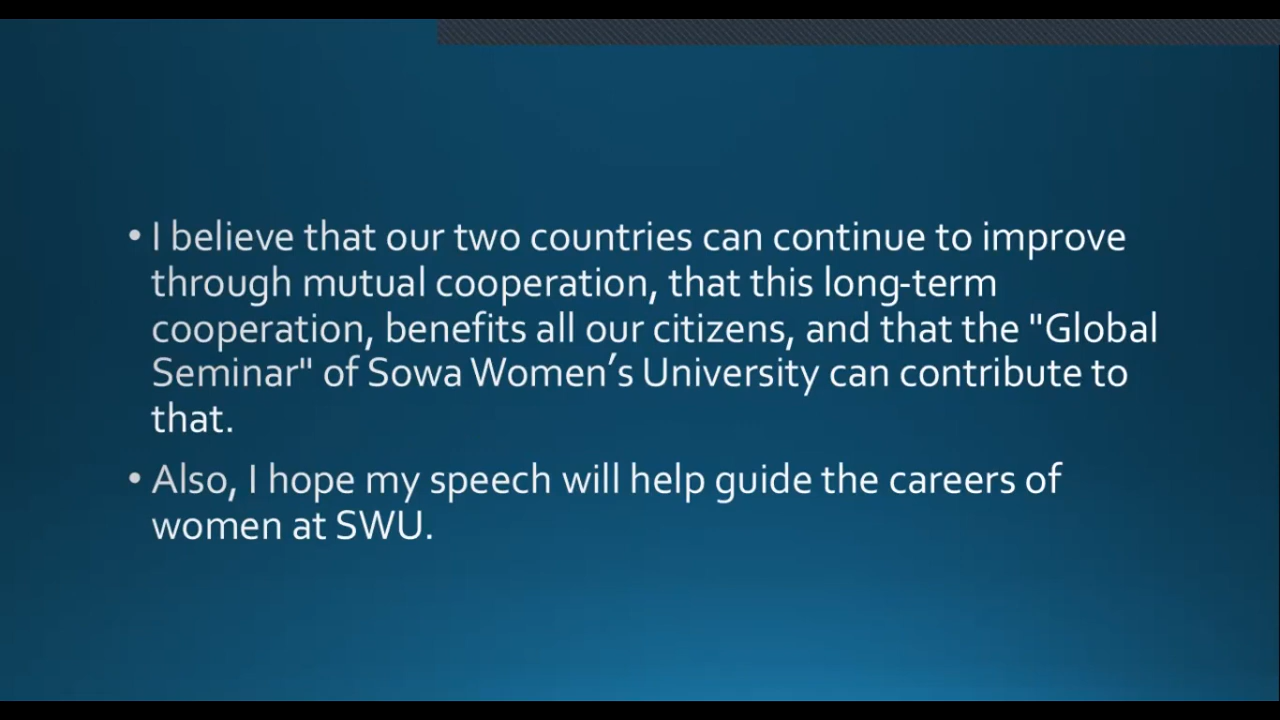 • I believe that our two countries can continue to improve
through mutual cooperation, that this long-term
cooperation, benefits all our citizens, and that the "Global
Seminar" of Sowa Women’s University can contribute to
that.
• Also, I hope my speech will help guide the careers of
women at SWU.